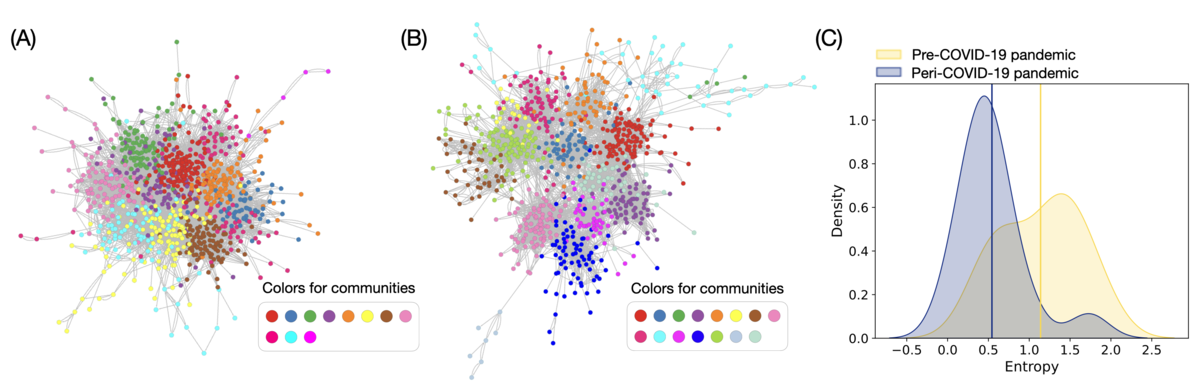 (A)
(B)
(C)
Pre-COVID-19 pandemic
Peri-COVID-19 pandemic
Colors for communities
Colors for communities
Density
1.0
0.8
0.6
0.4
0.2
0.0
−0.5 0.0 0.5 1.0 1.5 2.0 2.5
Entropy